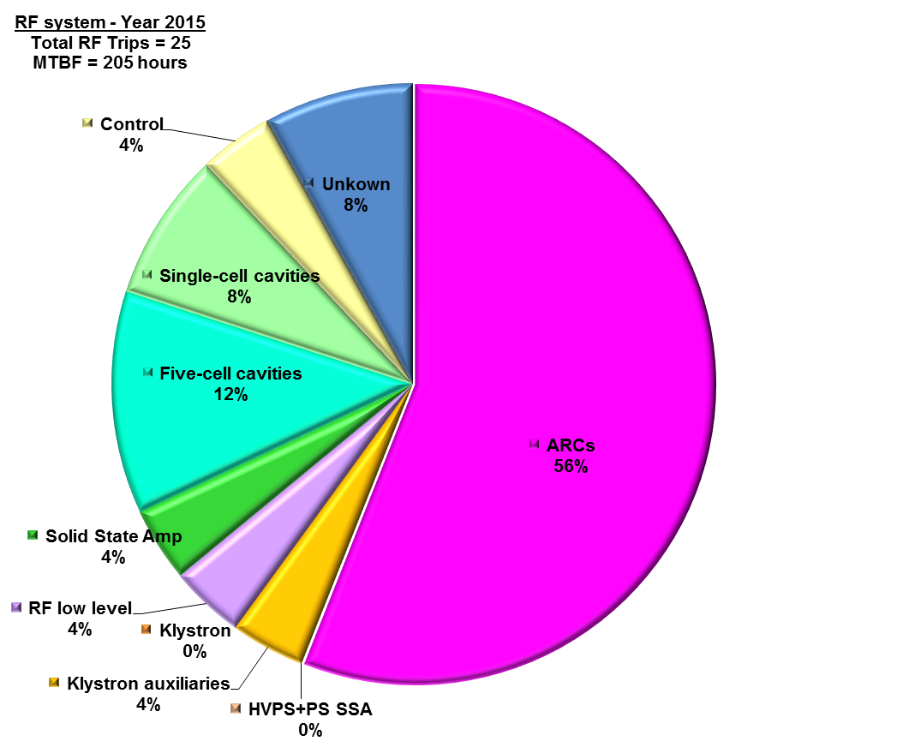 RF system - Year 2015
Total RF Trips = 25
MTBF = 205 hours
Control
4%
Unkown
8%
Single-cell cavities
8%
Five-cell cavities
12%
ARCs
56%
Solid State Amp
4%
RF low level
4%
Klystron
0%
Klystron auxiliaries
4%
HVPS+PS SSA
0%